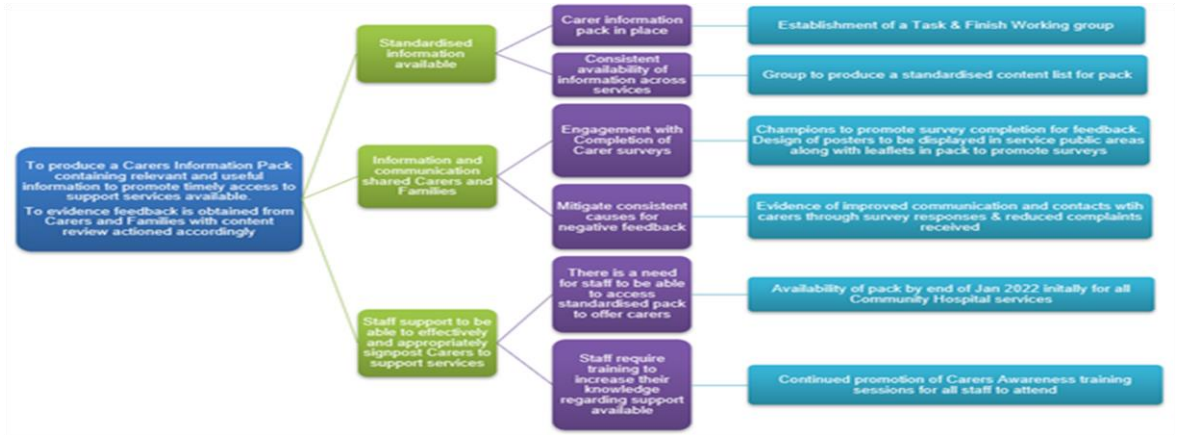 To produce a Carers Information Pack
containing relevant and useful
information to promote timely access to
support services available.
To evidence feedback is obtained from
Carers and Families with content
review actioned accordingly
Standardised
information
available
Carer information
pack in place
Establishment of a Task & Finish Working group
Consistent
availability of
information across
services
Group to produce a standardised content list for pack
Information and
communication
shared Carers and
Families
Engagement with
Completion of
Carer surveys
Champions to promote survey completion for feedback.
Design of posters to be displayed in service public areas
along with leaflets in pack to promote surveys
Mitigate consistent
causes for
negative feedback
Evidence of improved communication and contacts wtih
carers through survey responses & reduced complaints
received
Staff support to be
able to effectively
and appropriately
signpost Carers to
support services
There is a need
for staff to be able
to access
standardised pack
to offer carers
Availability of pack by end of Jan 2022 initally for all
Community Hospital services
Staff require
training to
increase their
knowledge
regarding support
available
Continued promotion of Carers Awareness training
sessions for all staff to attend